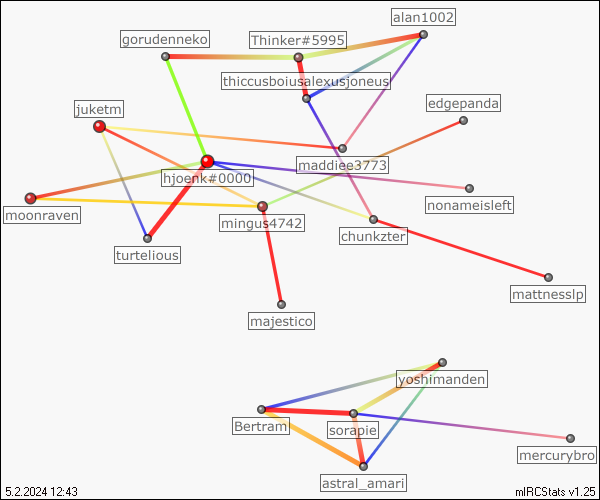 alan1002
gorudenneko
Thinker#5995
thiccusboiusalexusjoneus
edgepanda
juketm
maddiee3773
hjoenk#0000
nonameisleft
moonraven
mingus4742
chunkzter
turtelious
mattnesslp
majestico
yoshimanden
Bertram
sorapie
mercurybro
astral_amari
5.2.2024 12:43
mIRCStats v1.25